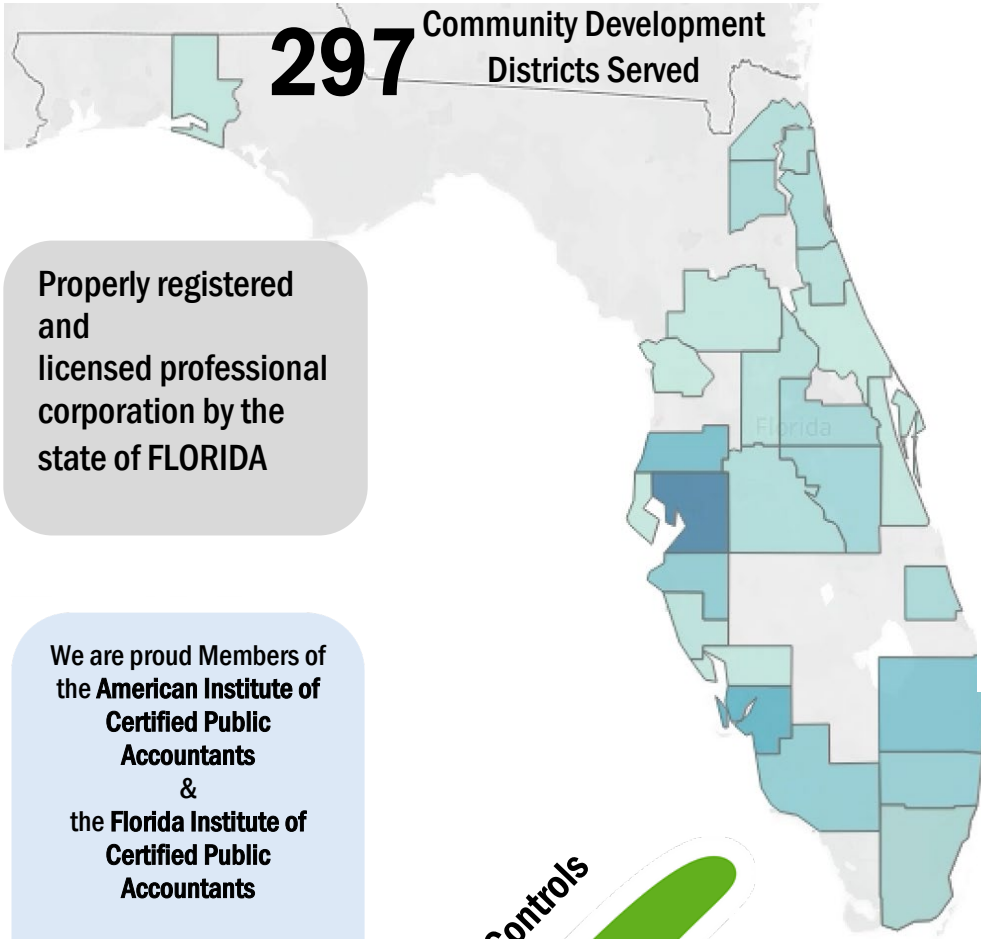 297
Community Development
Districts Served
Properly registered
and
licensed professional
corporation by the
state of FLORIDA
Florida
We are proud Members of
the American Institute of
Certified Public
Accountants
&
the Florida Institute of
Certified Public
Accountants
Controls